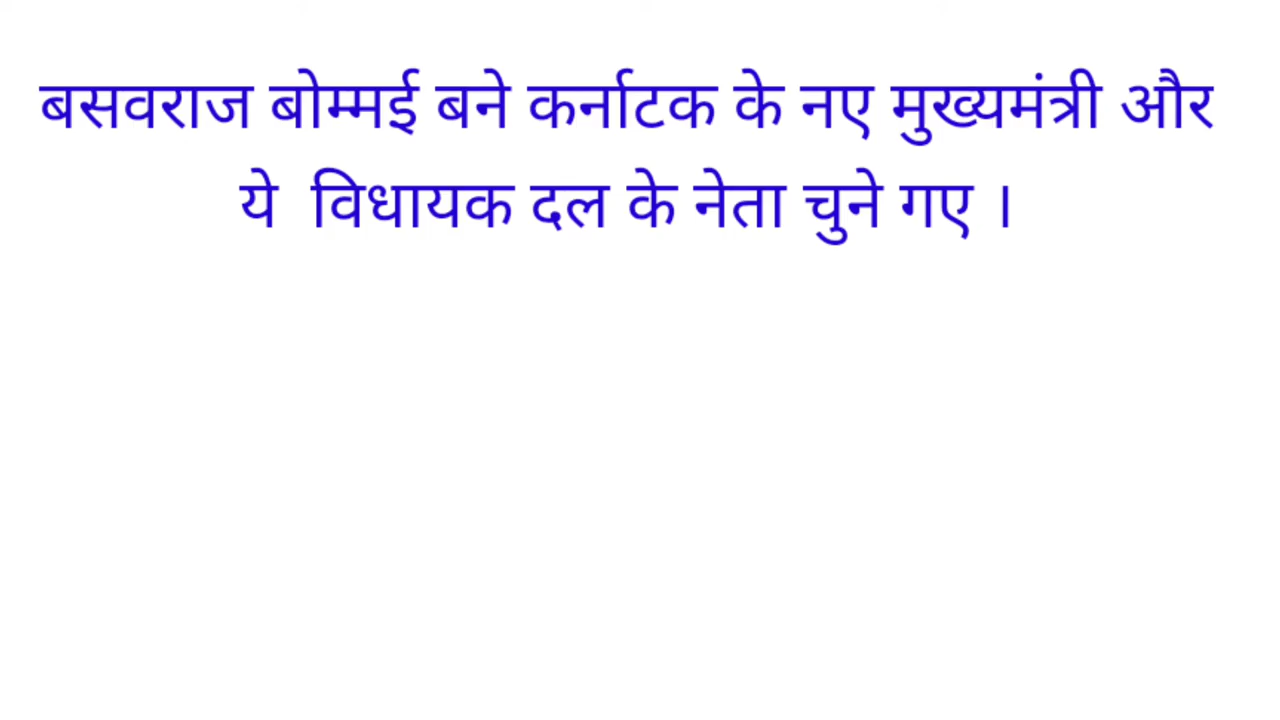 बसवराज बोम्मई बने कर्नाटक के नए मुख्यमंत्री और
ये  विधायक दल के नेता चुने गए ।